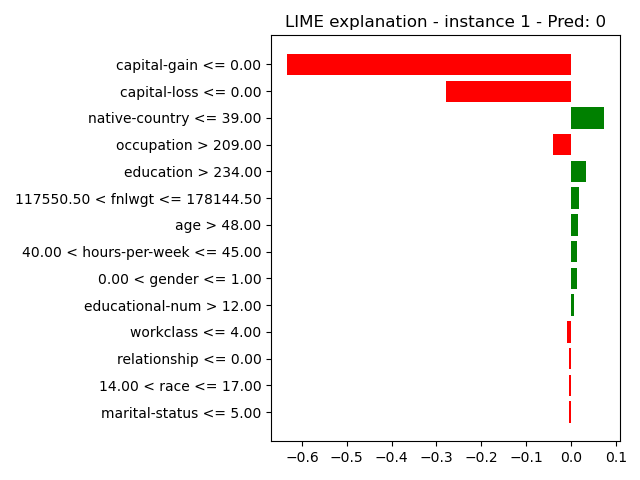 LIME explanation - instance 1 - Pred: 0
capital-gain <= 0.00
capital-loss <= 0.00
native-country <= 39.00
occupation > 209.00
education > 234.00
117550.50 < fnlwgt <= 178144.50
age > 48.00
40.00 < hours-per-week <= 45.00
0.00 < gender <= 1.00
educational-num > 12.00
workclass <= 4.00
relationship <= 0.00
14.00 < race <= 17.00
marital-status <= 5.00
−0.6 −0.5 −0.4 −0.3 −0.2 −0.1 0.0 0.1